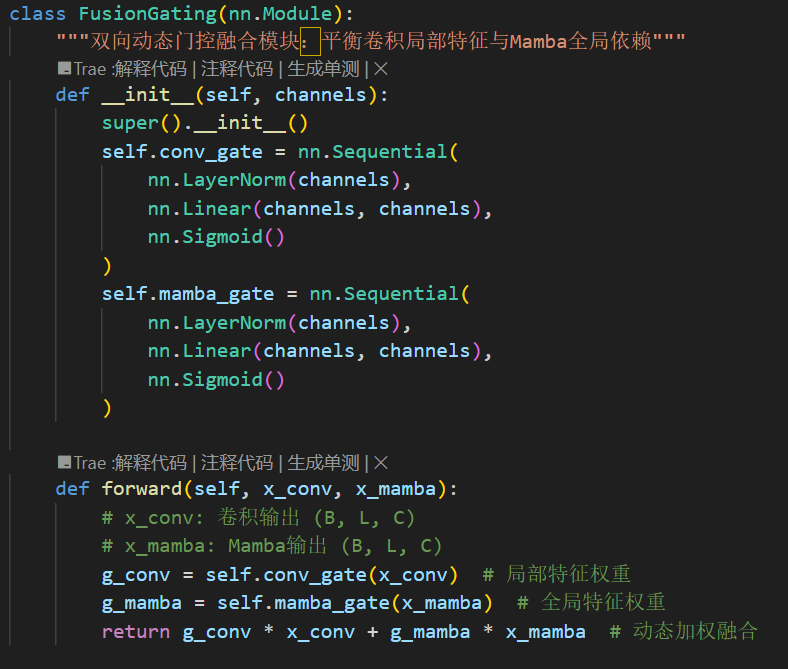 class FusionGating(nn.Module):
"""双向动态门控融合模块：平衡卷积局部特征与Mamba全局依赖"""
Trae :解释代码 | 注释代码 | 生成单测 | ×
def __init__(self, channels):
super().__init__()
self.conv_gate = nn.Sequential(
nn.LayerNorm(channels),
nn.Linear(channels, channels),
nn.Sigmoid()
)
self.mamba_gate = nn.Sequential(
nn.LayerNorm(channels),
nn.Linear(channels, channels),
nn.Sigmoid()
)
Trae :解释代码 | 注释代码 | 生成单测 | ×
def forward(self, x_conv, x_mamba):
# x_conv: 卷积输出 (B, L, C)
# x_mamba: Mamba输出 (B, L, C)
g_conv = self.conv_gate(x_conv)  # 局部特征权重
g_mamba = self.mamba_gate(x_mamba)  # 全局特征权重
return g_conv * x_conv + g_mamba * x_mamba  # 动态加权融合